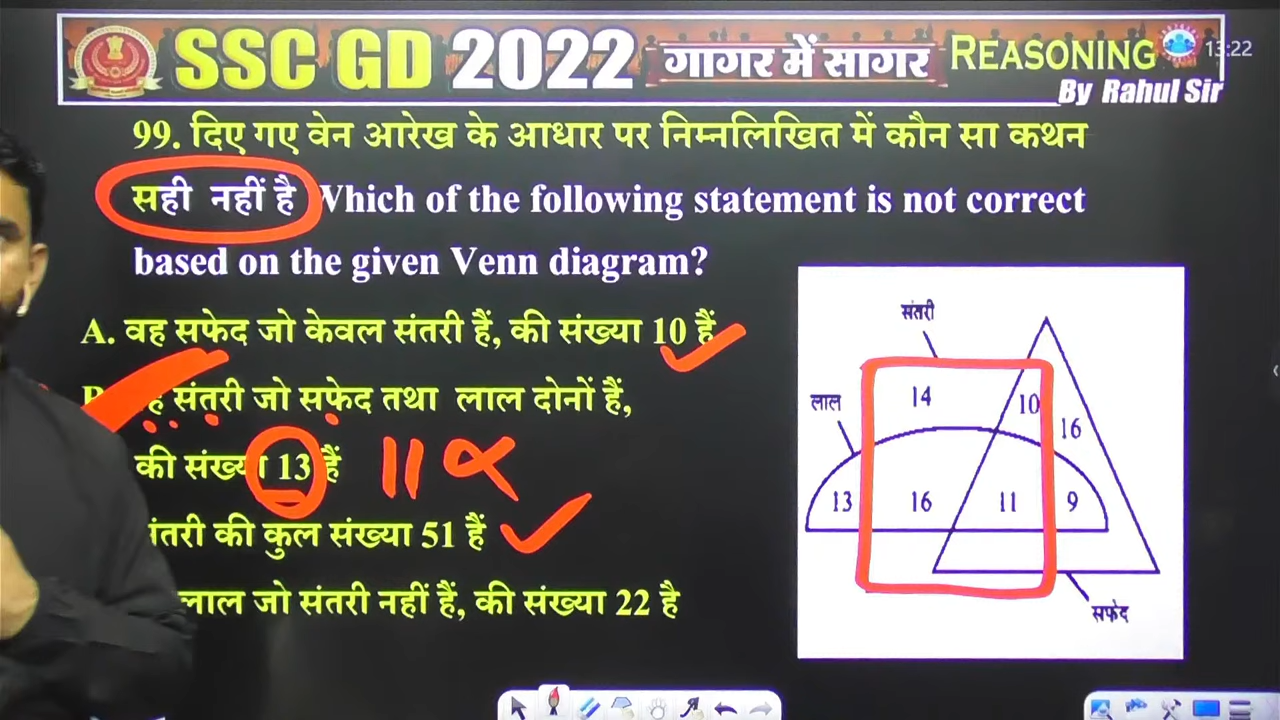 SSC GD 2022 गागर में सागर REASONING 13:22
By Rahul Sir
99. दिए गए वेन आरेख के आधार पर निम्नलिखित में कौन सा कथन
सही नहीं है Which of the following statement is not correct
based on the given Venn diagram?
A. वह सफेद जो केवल संतरी हैं, की संख्या 10 हैं
संतरी जो सफेद तथा लाल दोनों हैं,
की संख्या 13 हैं 11
संतरी की कुल संख्या 51 हैं
लाल जो संतरी नहीं हैं, की संख्या 22 है
संतरी
14
10
लाल
16
13
16
11
9
सफेद